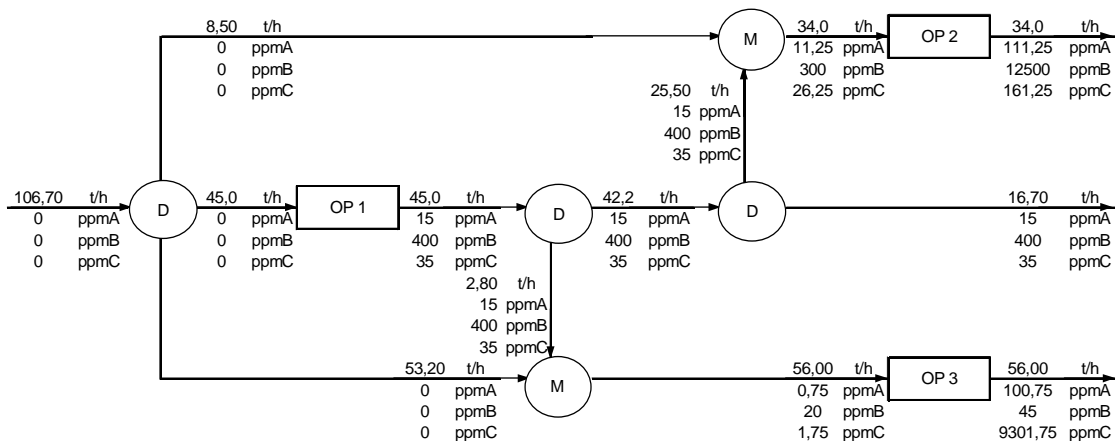 8,50 t/h
0 ppmA
0 ppmB
0 ppmC
M
34,0 t/h
11,25 ppmA
300 ppmB
26,25 ppmC
OP 2
34,0 t/h
111,25 ppmA
12500 ppmB
161,25 ppmC
25,50 t/h
15 ppmA
400 ppmB
35 ppmC
106,70 t/h
0 ppmA
0 ppmB
0 ppmC
D
45,0 t/h
0 ppmA
0 ppmB
0 ppmC
OP 1
45,0 t/h
15 ppmA
400 ppmB
35 ppmC
D
42,2 t/h
15 ppmA
400 ppmB
35 ppmC
D
16,70 t/h
15 ppmA
400 ppmB
35 ppmC
2,80 t/h
15 ppmA
400 ppmB
35 ppmC
53,20 t/h
0 ppmA
0 ppmB
0 ppmC
M
56,00 t/h
0,75 ppmA
20 ppmB
1,75 ppmC
OP 3
56,00 t/h
100,75 ppmA
45 ppmB
9301,75 ppmC